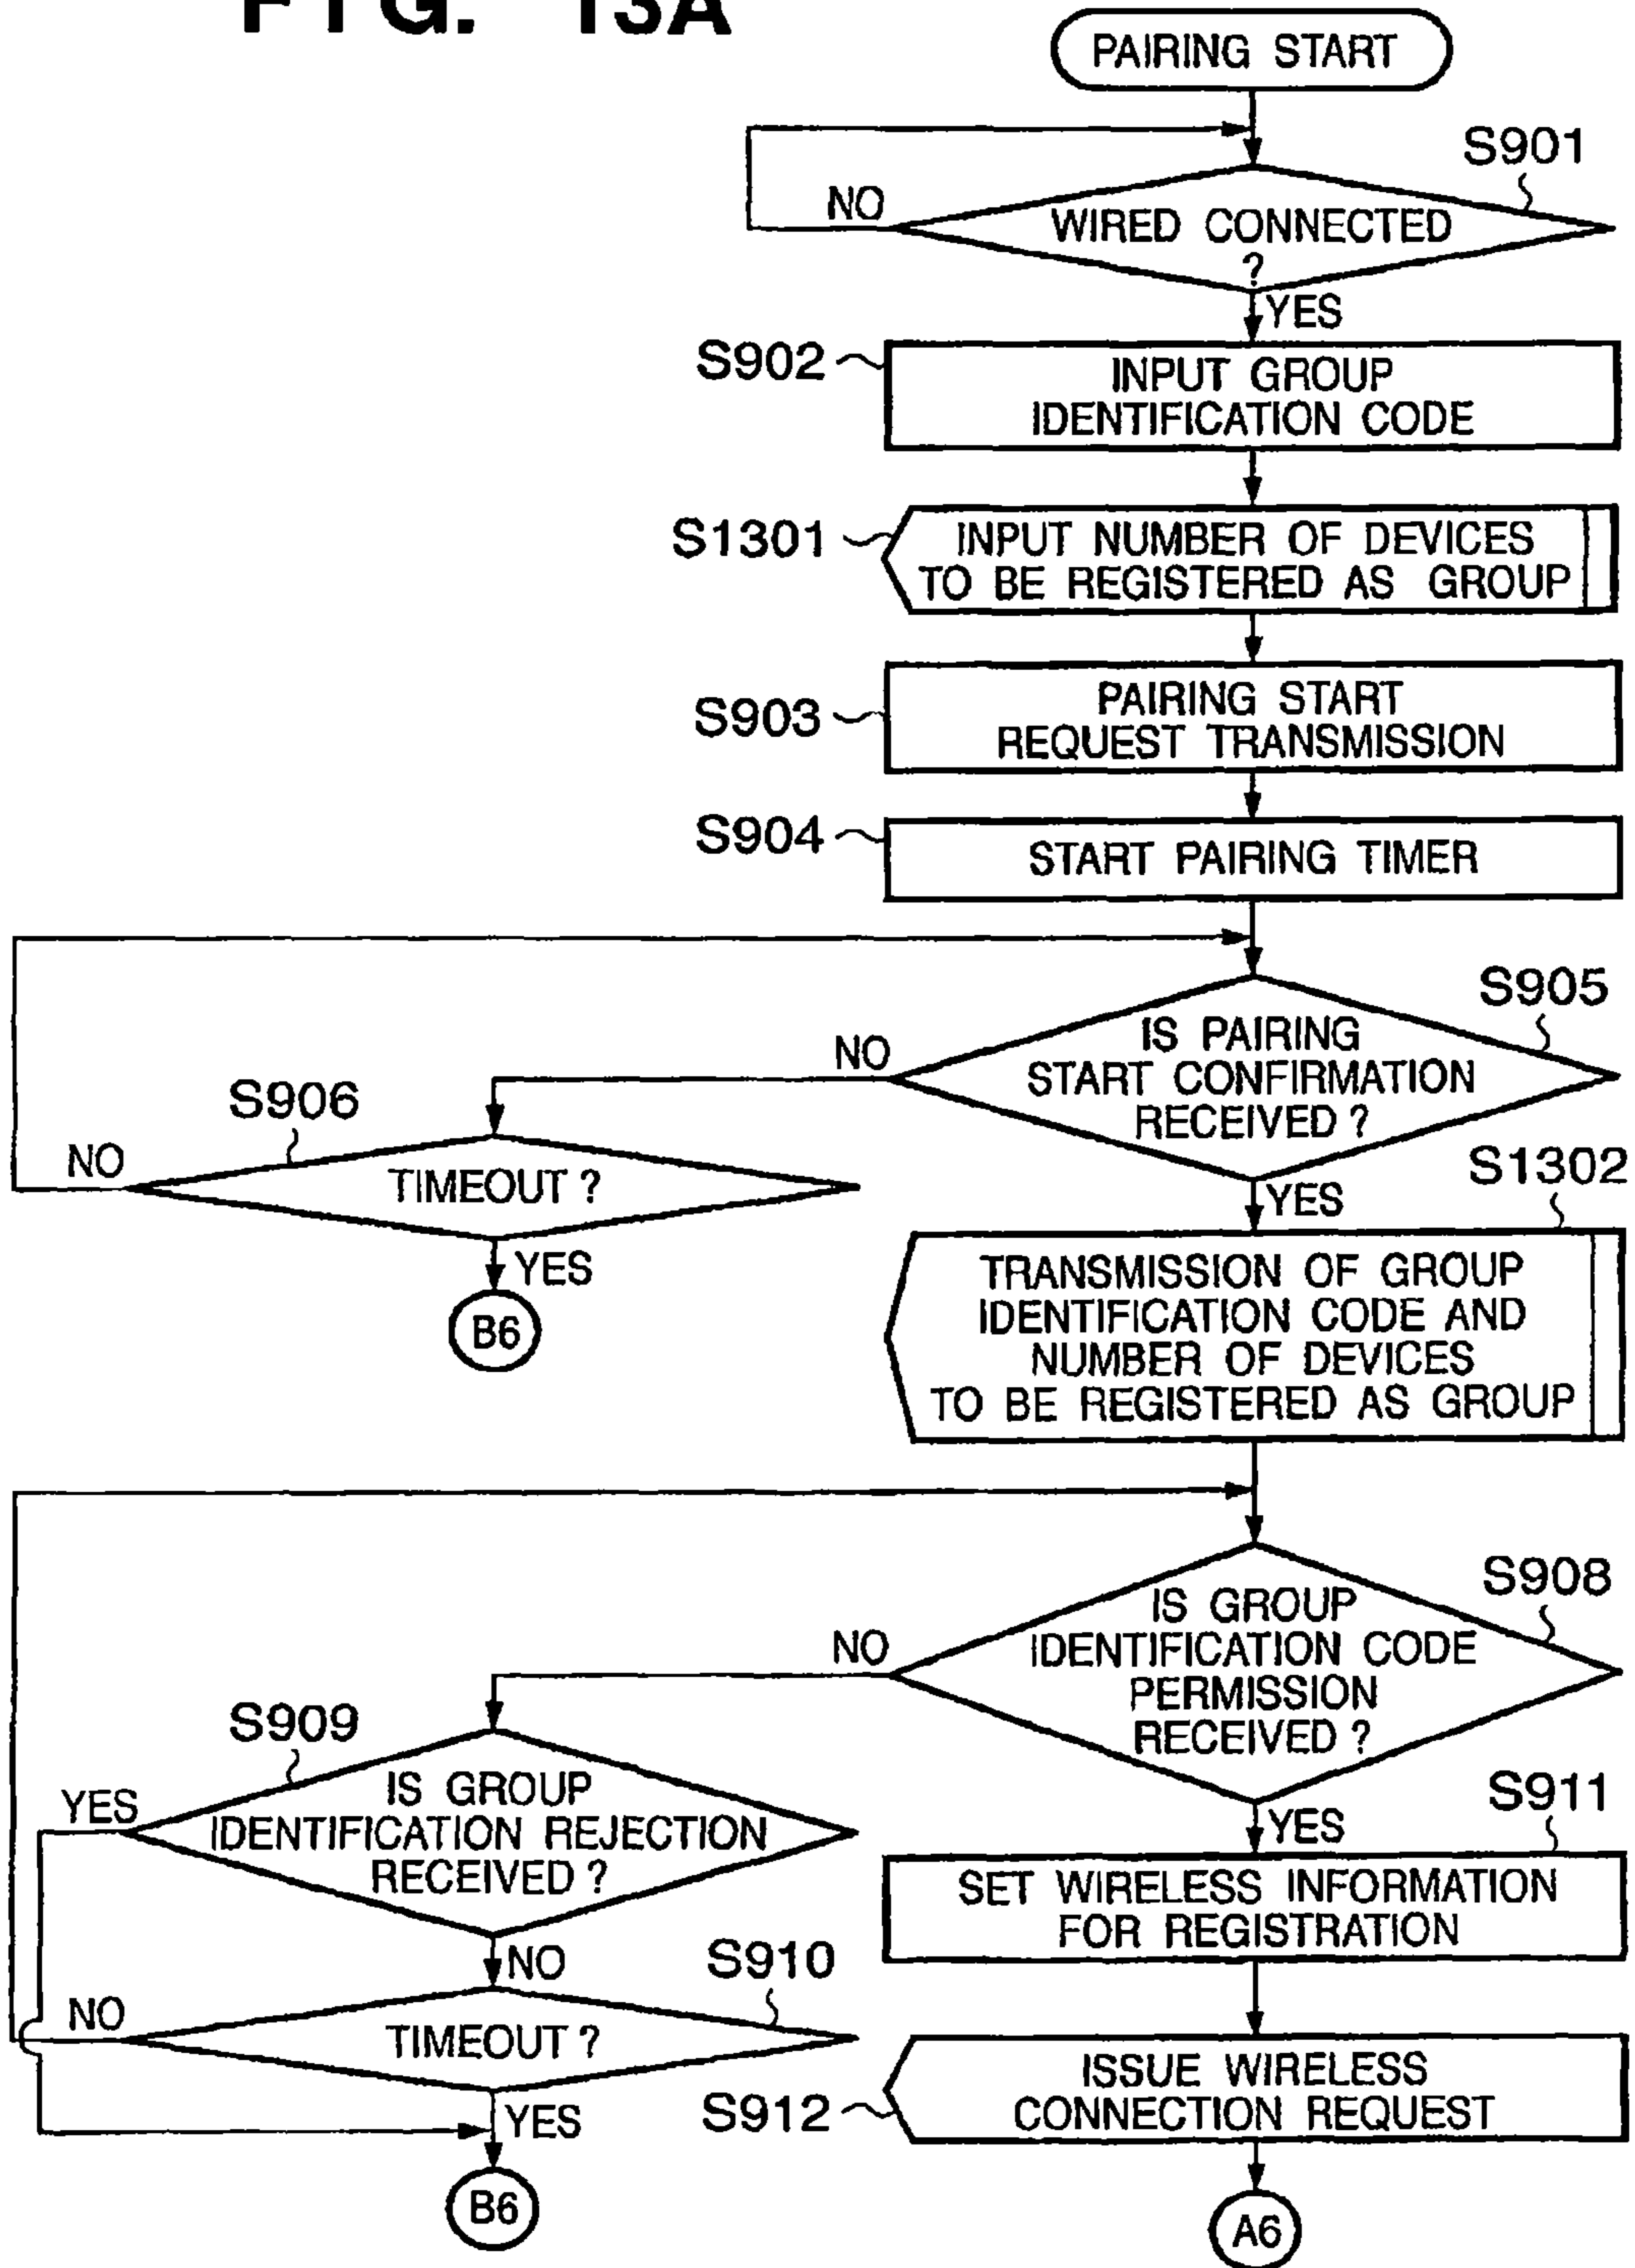 FIG. 13A
PAIRING START
S901
NO
WIRED CONNECTED
?
YES
S902
INPUT GROUP
IDENTIFICATION CODE
S1301
INPUT NUMBER OF DEVICES
TO BE REGISTERED AS GROUP
S903
PAIRING START
REQUEST TRANSMISSION
S904
START PAIRING TIMER
S905
NO
IS PAIRING
START CONFIRMATION
RECEIVED ?
S906
NO
TIMEOUT ?
YES
B6
YES
S1302
TRANSMISSION OF GROUP
IDENTIFICATION CODE AND
NUMBER OF DEVICES
TO BE REGISTERED AS GROUP
S908
NO
IS GROUP
IDENTIFICATION CODE
PERMISSION
RECEIVED ?
S909
YES
IS GROUP
IDENTIFICATION REJECTION
RECEIVED ?
NO
YES
S911
SET WIRELESS INFORMATION
FOR REGISTRATION
S910
NO
TIMEOUT ?
YES
B6
S912
ISSUE WIRELESS
CONNECTION REQUEST
A6